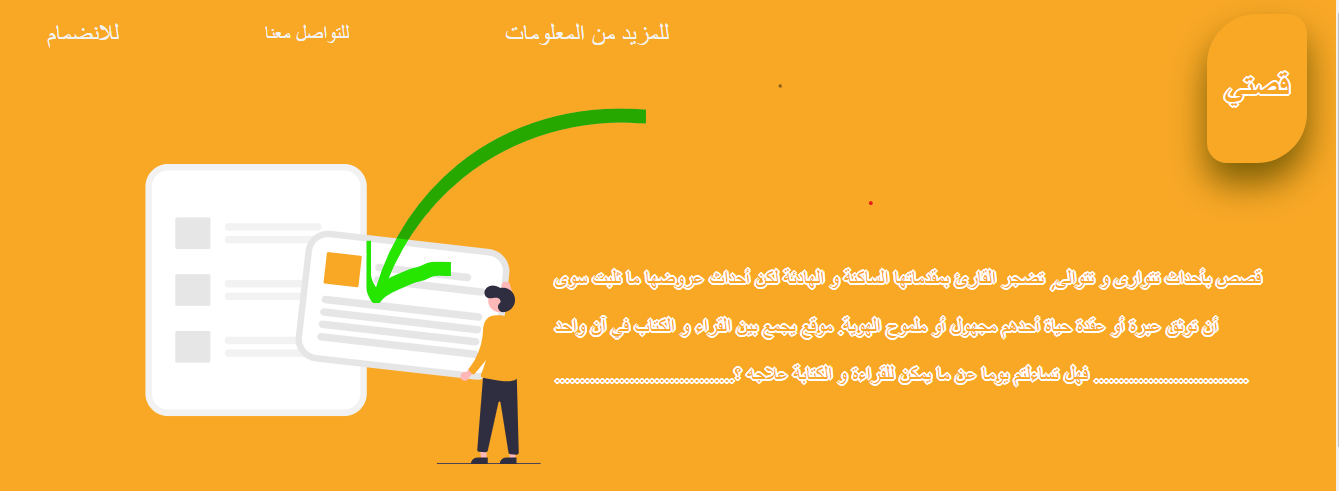 قصتي
للمزيد من المعلومات
للتواصل معنا
للانضمام
قصص بأحداث تتوارى و تتوالى, تضجر القارئ بمقدماتها الساكنة و الهادئة لكن أحداث عروضها ما تلبت سوى
أن توثق عبرة أو عقدة حياة أحدهم مجهول أو ملموح الهوية. موقع يجمع بين القراء و الكتاب في آن واحد
............................... فهل تساءلتم يوما عن ما يمكن للقراءة و الكتابة علاجه ؟....................................